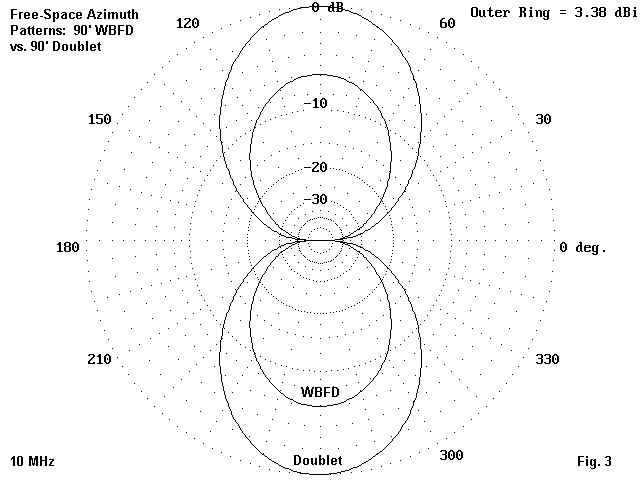 Free-Space Azimuth
Patterns: 90' WBFD
vs. 90' Doublet
Outer Ring = 3.38 dBi
0 dB
120
60
-10
150
30
-20
-30
180
0 deg.
210
330
WBFD
300
Doublet
10 MHz
Fig. 3